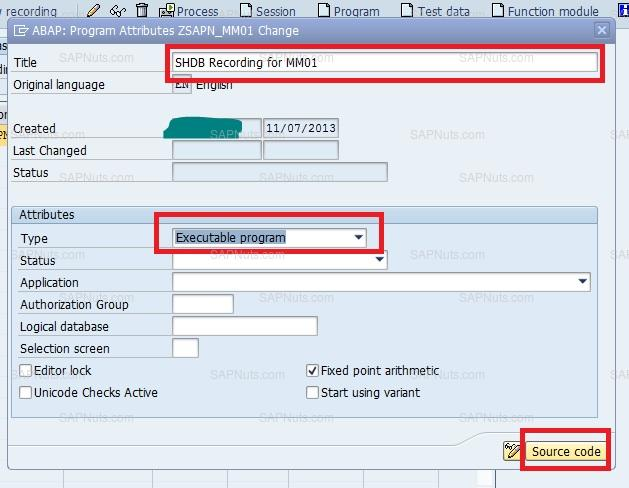 recording Process Session Program Test data Function module
ABAP: Program Attributes ZSAPN_MM01 Change
Title SHDB Recording for MM01
Original language EN English
Created 11/07/2013
Last Changed
Status
Attributes
Type Executable program
Status
Application
Authorization Group
Logical database
Selection screen
Editor lock Fixed point arithmetic
Unicode Checks Active Start using variant
Source code
SAPNuts.com